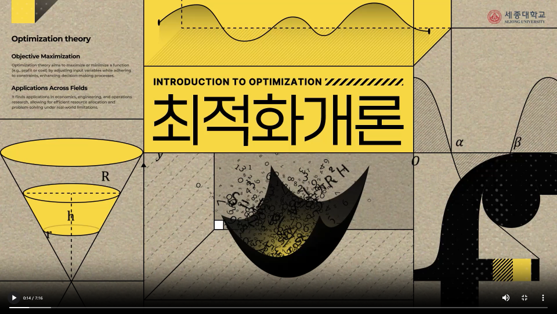 Optimization theory
Objective Maximization
Optimization theory aims to maximize or minimize a function
(e.g., profit or cost) by adjusting input variables while adhering
to constraints, enhancing decision-making processes.
Applications Across Fields
It finds applications in economics, engineering, and operations
research, allowing for efficient resource allocation and
problem-solving under real-world limitations.
세종대학교
SEJONG UNIVERSITY
INTRODUCTION TO OPTIMIZATION
최적화개론
R
h
r
y
0
α
β
R H
f
0:14 / 7:16